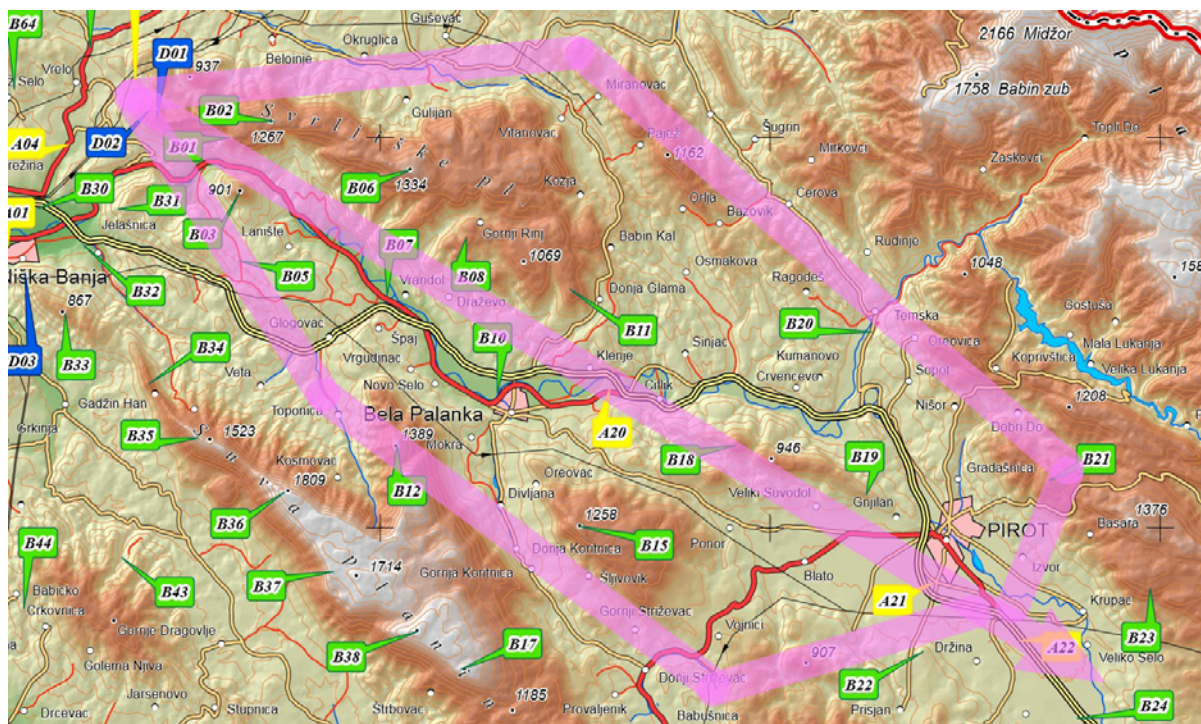 B64
Guševac
2166 Midžor
D01
Okruglica
Beloinje
Vrelo
937
Selo
1758 Babin zub
Miranovac
B02
Gulijan
S v r l j i š k e p l
Vitanovac
D02
1267
Pajež
Šugrin
Topli Do
A04
B01
1162
Mirkovci
Zaskovci
B30
901
B06
1334
Kozja
Orlja
Cerova
A01
B31
Bazovik
Jelašnica
B03
Lanište
Gornji Rinj
B07
Babin Kal
Rudinje
Niška Banja
B05
B08
1069
Osmakova
1048
B32
Vrandol
Ragodeš
Draževo
Donja Glama
Gostuša
867
B11
Temska
Glogovac
B20
D03
B34
Špaj
B10
Sinjac
Oreovica
Mala Lukanja
B33
Vrgudinac
Klenje
Kumanovo
Koprivštica
Velika Lukanja
Veta
Novo Selo
Čiflik
Crvenčevo
Sopot
Gadžin Han
Toponica
Bela Palanka
Nišor
1208
Grkinja
B35
1523
1389
A20
Dobri Do
Mokra
B18
946
B19
B21
Kosmovac
Oreovac
Gradašnica
1809
B12
Veliki Suvodol
Gnjilan
Divljana
B36
1258
PIROT
1376
B44
Donja Koritnica
B15
Ponor
Basara
S u v a p l a n i n a
1714
Blato
Izvor
B43
B37
Gornja Koritnica
Šljivovik
Babičko
A21
Crkovnica
Krupac
Gornji Striževac
Gornje Dragovlje
Vojnici
B23
B38
B17
A22
Golema Njiva
Držina
Veliko Selo
907
Donji Striževac
B22
Jarsenovo
1185
Drcevac
Stupnica
Štrbovac
Provaljenik
Babušnica
Prisjan
B24